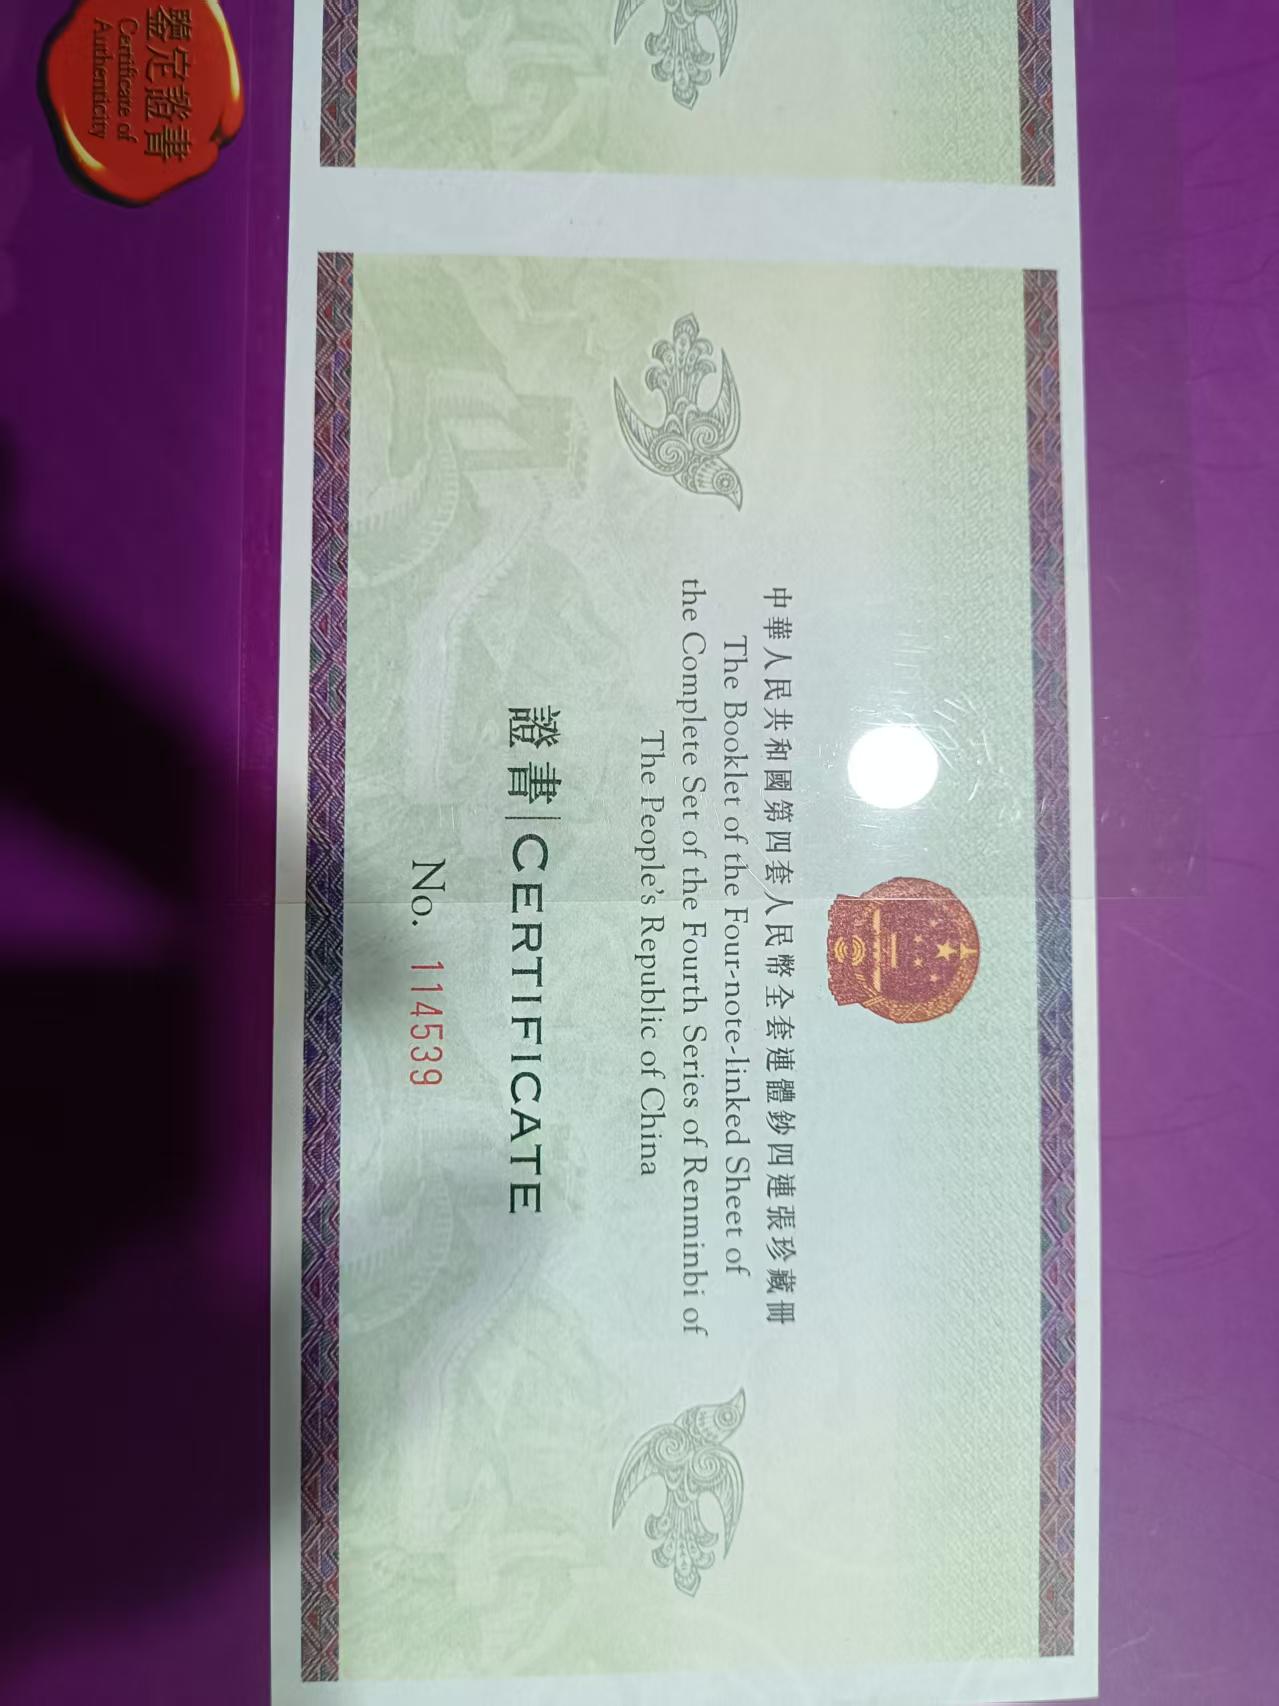 鑒定證書
Certificate of
Authenticity
中華人民共和國第四套人民幣全套連體鈔四連張珍藏冊
The Booklet of the Four-note-linked Sheet of
the Complete Set of the Fourth Series of Renminbi of
The People's Republic of China
證書|CERTIFICATE
No. 114539